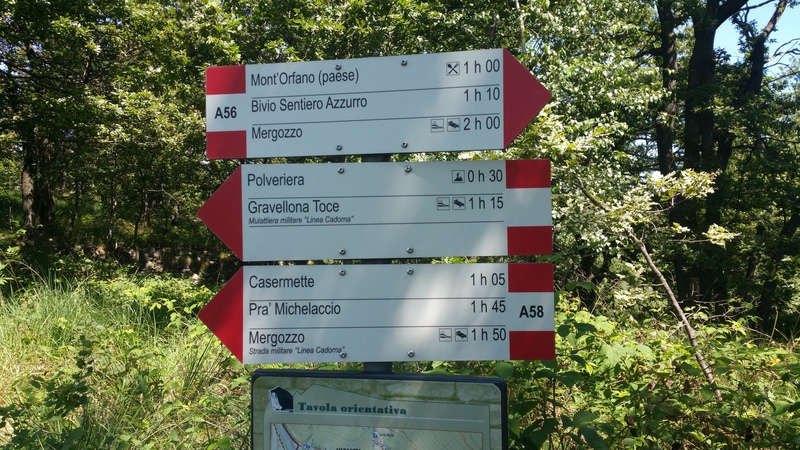 A56
Mont'Orfano (paese) 1 h 00
Bivio Sentiero Azzurro 1 h 10
Mergozzo 2 h 00
Polveriera 0 h 30
Gravellona Toce 1 h 15
Mulattiera militare "Linea Cadorna"
Casermette 1 h 05
Pra' Michelaccio 1 h 45
A58
Mergozzo 1 h 50
Strada militare "Linea Cadorna"
Tavola orientativa